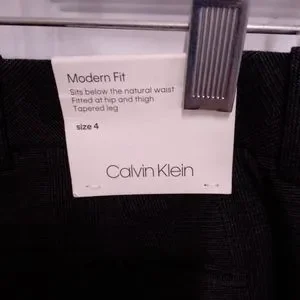 Modern Fit
Sits below the natural waist
Fitted at hip and thigh
Tapered leg
size 4
Calvin Klein